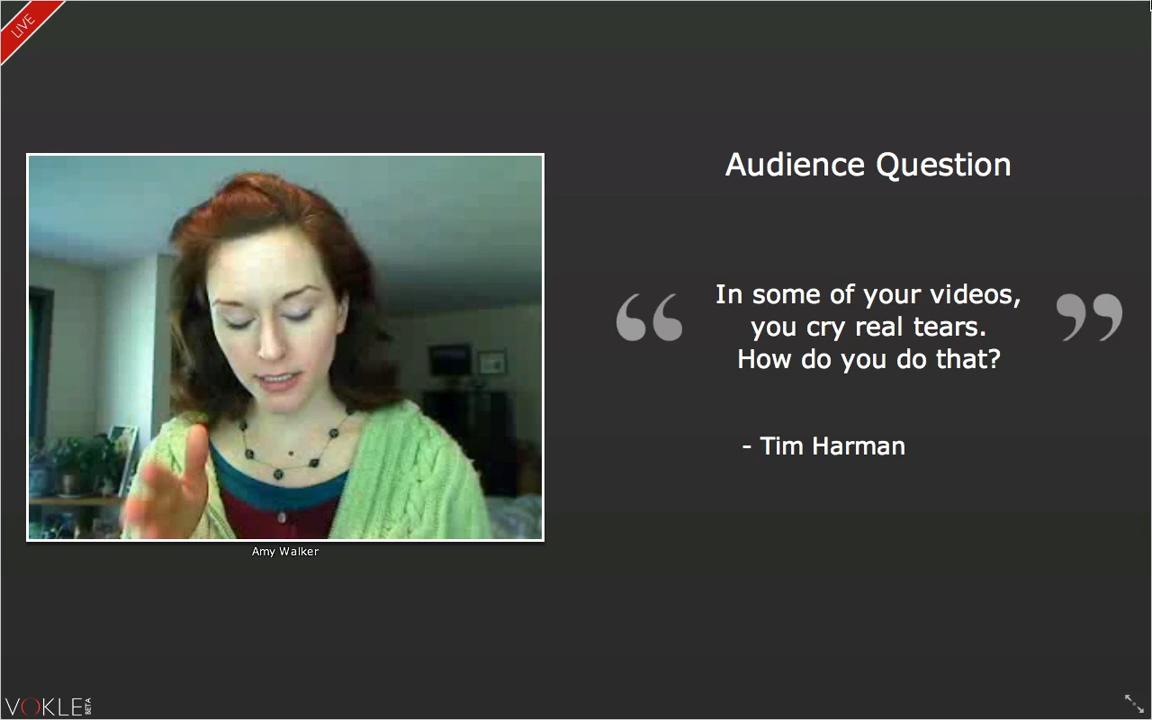 LIVE
Audience Question
“ In some of your videos, ”
you cry real tears.
How do you do that?
- Tim Harman
Amy Walker
VOKLE BETA